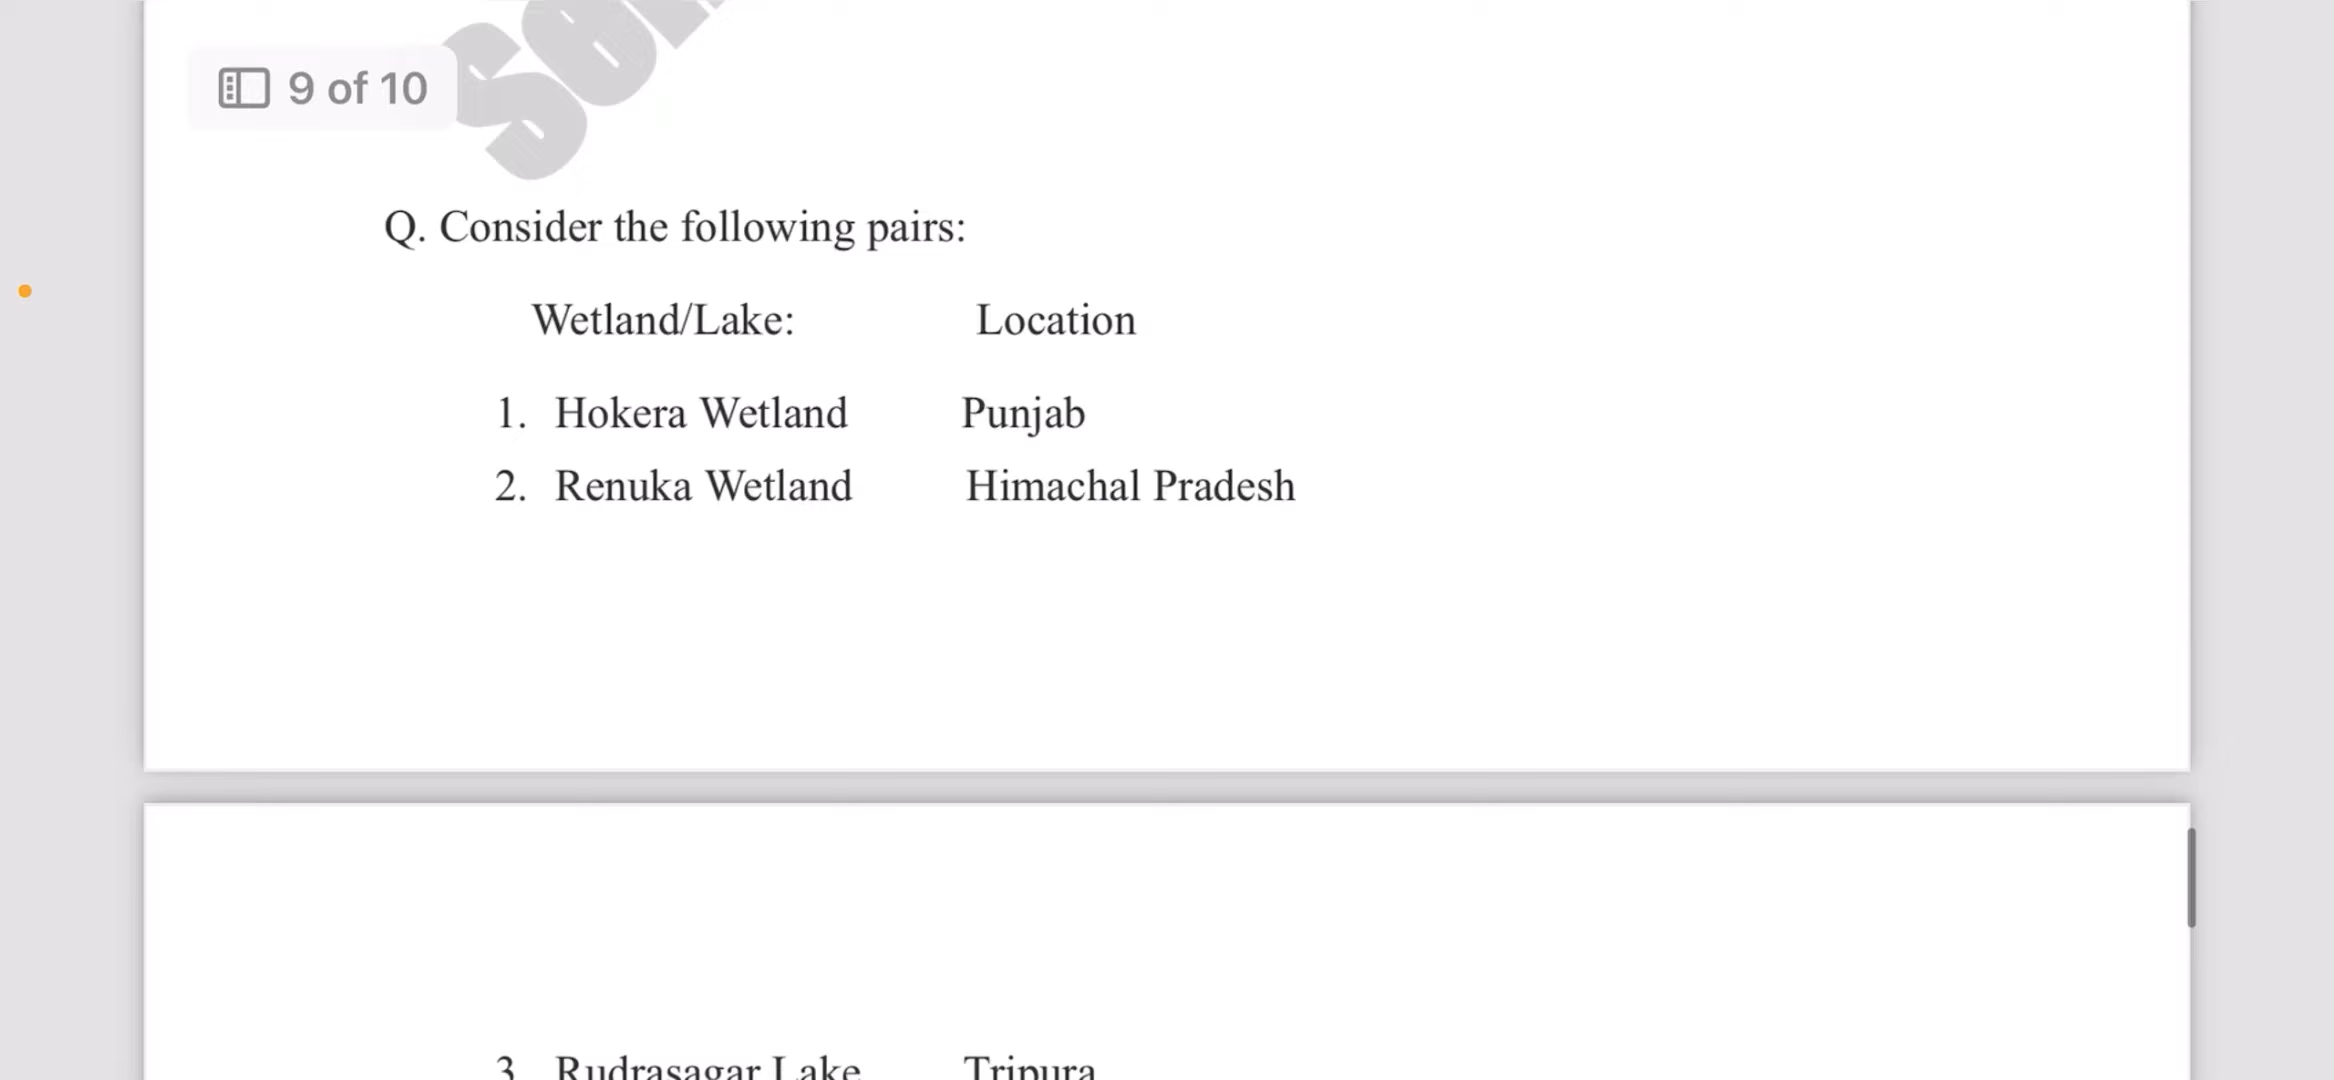 9 of 10
Q. Consider the following pairs:
Wetland/Lake: Location
1. Hokera Wetland Punjab
2. Renuka Wetland Himachal Pradesh
3. Rudrasagar Lake Tripura